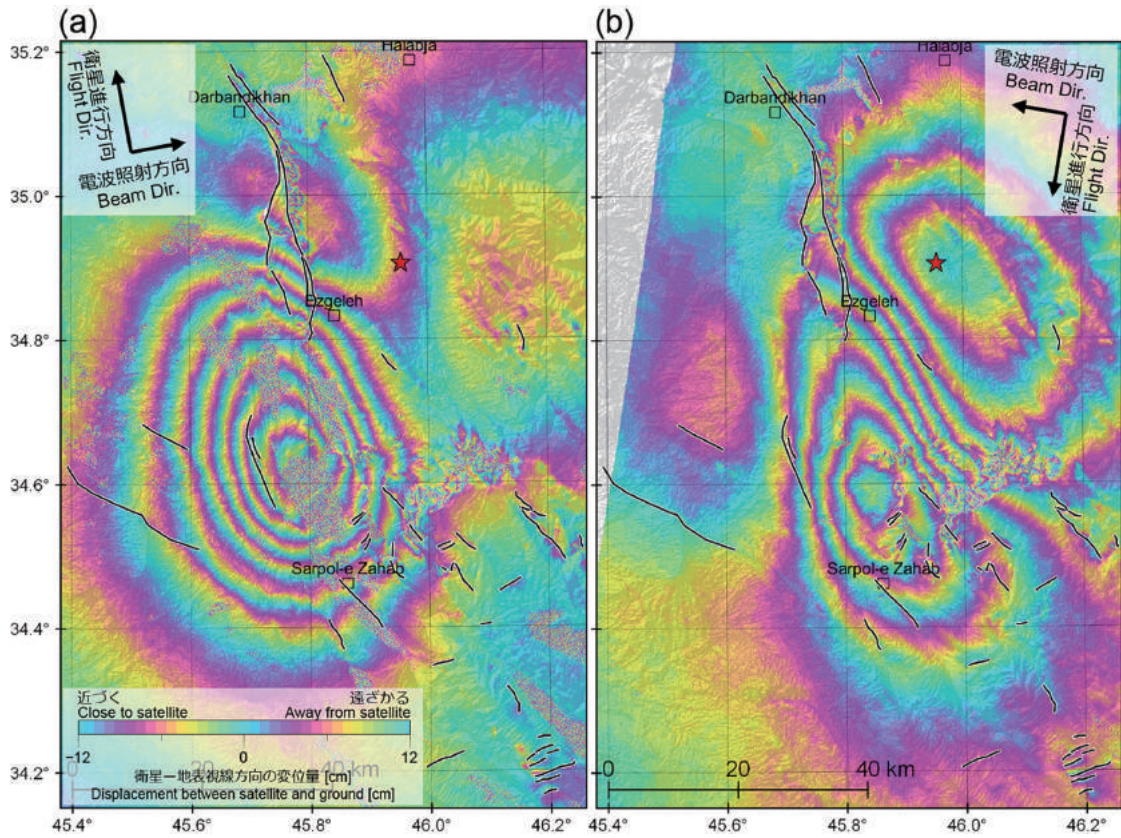 (a)
(b)
衛星進行方向
Flight Dir.
電波照射方向
Beam Dir.
電波照射方向
Beam Dir.
衛星進行方向
Flight Dir.
Halabja
Darbandikhan
Ezgeleh
Sarpol-e Zahab
Halabja
Darbandikhan
Ezgeleh
Sarpol-e Zahab
35.2°
35.0°
34.8°
34.6°
34.4°
34.2°
近づく 遠ざかる
Close to satellite Away from satellite
-12 0 12
衛星ー地表視線方向の変位量 [cm]
Displacement between satellite and ground [cm]
0 20 40 km
0 20 40 km
45.4° 45.6° 45.8° 46.0° 46.2°
45.4° 45.6° 45.8° 46.0° 46.2°